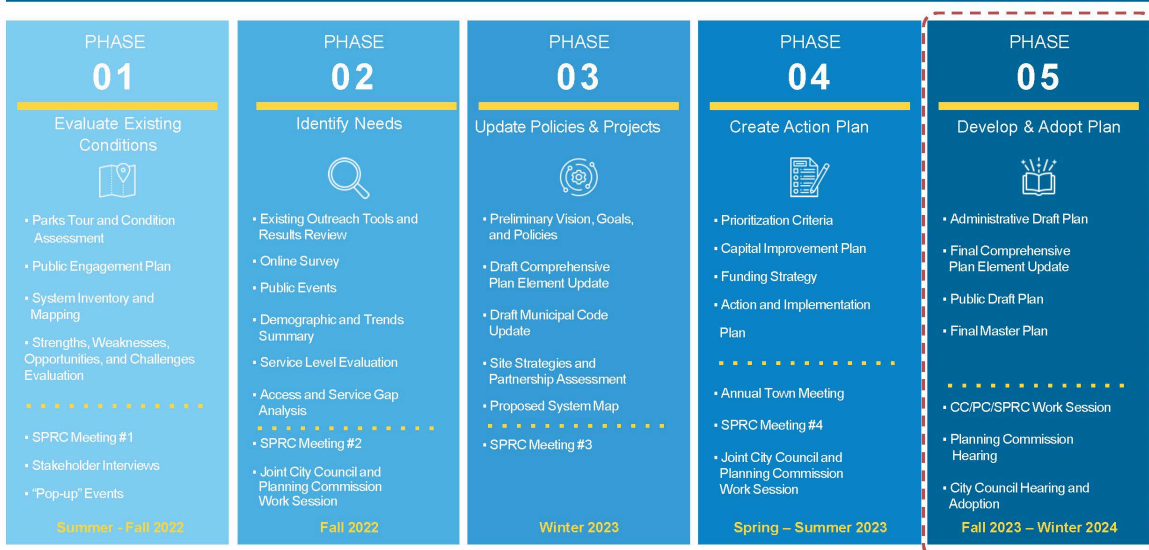 PHASE
01
Evaluate Existing
Conditions
▪ Parks Tour and Condition
Assessment
▪ Public Engagement Plan
▪ System Inventory and
Mapping
▪ Strengths, Weaknesses,
Opportunities, and Challenges
Evaluation
▪ SPRC Meeting #1
▪ Stakeholder Interviews
▪ “Pop-up” Events
Summer - Fall 2022
PHASE
02
Identify Needs
▪ Existing Outreach Tools and
Results Review
▪ Online Survey
▪ Public Events
▪ Demographic and Trends
Summary
▪ Service Level Evaluation
▪ Access and Service Gap
Analysis
▪ SPRC Meeting #2
▪ Joint City Council and
Planning Commission
Work Session
Fall 2022
PHASE
03
Update Policies & Projects
▪ Preliminary Vision, Goals,
and Policies
▪ Draft Comprehensive
Plan Element Update
▪ Draft Municipal Code
Update
▪ Site Strategies and
Partnership Assessment
▪ Proposed System Map
▪ SPRC Meeting #3
Winter 2023
PHASE
04
Create Action Plan
▪ Prioritization Criteria
▪ Capital Improvement Plan
▪ Funding Strategy
▪ Action and Implementation
Plan
▪ Annual Town Meeting
▪ SPRC Meeting #4
▪ Joint City Council and
Planning Commission
Work Session
Spring – Summer 2023
PHASE
05
Develop & Adopt Plan
▪ Administrative Draft Plan
▪ Final Comprehensive
Plan Element Update
▪ Public Draft Plan
▪ Final Master Plan
▪ CC/PC/SPRC Work Session
▪ Planning Commission
Hearing
▪ City Council Hearing and
Adoption
Fall 2023 – Winter 2024